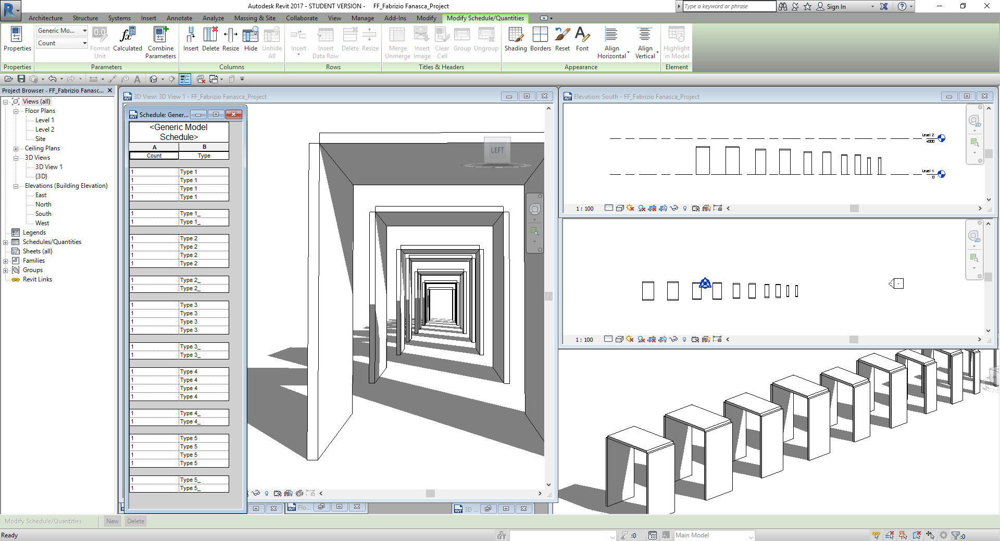 Autodesk Revit 2017 - STUDENT VERSION -     FF_Fabrizio Fanasca_Project
Type a keyword or phrase
Sign In
Architecture Structure Systems Insert Annotate Analyze Massing & Site Collaborate View Manage Add-Ins Modify Modify Schedule/Quantities
Generic Mo...
Count
Properties
Format
Unit
Calculated
Combine
Parameters
Insert Delete Resize Hide Unhide
All
Insert Insert
Data Row
Delete Resize
Merge
Unmerge
Insert
Image
Clear
Cell
Group Ungroup
Shading Borders Reset Font
Align
Horizontal
Align
Vertical
Highlight
in Model
Properties Parameters Columns Rows Titles & Headers Appearance Element
Project Browser - FF_Fabrizio Fanasc...
Views (all)
Floor Plans
Level 1
Level 2
Site
Ceiling Plans
3D Views
3D View 1
{3D}
Elevations (Building Elevation)
East
North
South
West
Legends
Schedules/Quantities
Sheets (all)
Families
Groups
Revit Links
3D View: 3D View 1 - FF_Fabrizio Fanasca_Project
Schedule: Gener...
<Generic Model
Schedule>
A B
Count Type
1 Type 1
1 Type 1
1 Type 1
1 Type 1
1 Type 1_
1 Type 1_
1 Type 2
1 Type 2
1 Type 2
1 Type 2
1 Type 2_
1 Type 2_
1 Type 3
1 Type 3
1 Type 3
1 Type 3
1 Type 3_
1 Type 3_
1 Type 4
1 Type 4
1 Type 4
1 Type 4
1 Type 4_
1 Type 4_
1 Type 5
1 Type 5
1 Type 5
1 Type 5
1 Type 5_
1 Type 5_
LEFT
Elevation: South - FF_Fabrizio Fanasca_Project
2D
Level 2
4000
Level 1
0
1 : 100
2D
1 : 100
Flo...
3D ...
Modify Schedule/Quantities New Delete
Ready
:0
Main Model
:0